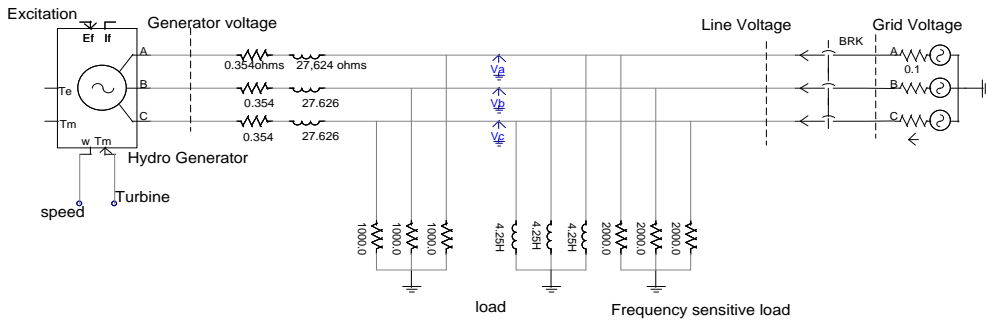 Excitation
Ef If
Generator voltage
Line Voltage
Grid Voltage
BRK
A
0.354ohms
27,624 ohms
Va
A
0.1
Te
B
0.354
27.626
Vb
B
Tm
C
0.354
27.626
Vc
C
w Tm
Hydro Generator
Turbine
speed
1000.0
1000.0
1000.0
4.25H
4.25H
4.25H
2000.0
2000.0
2000.0
load
Frequency sensitive load